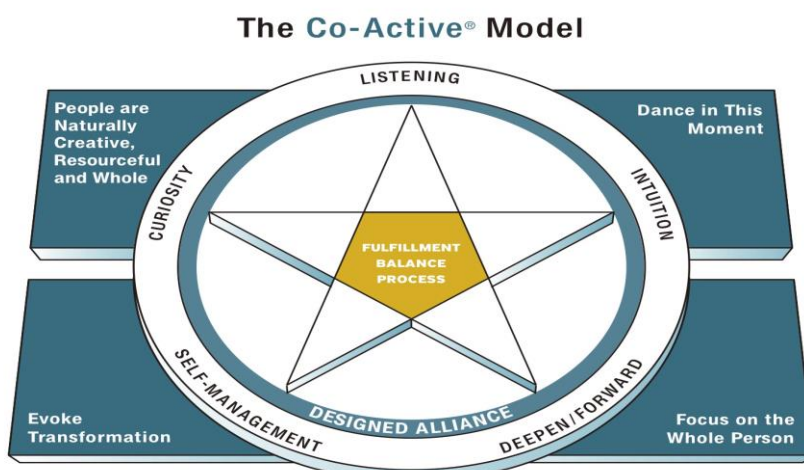 The Co-Active® Model
LISTENING
People are
Naturally
Creative,
Resourceful
and Whole
Dance in This
Moment
CURIOSITY
INTUITION
FULFILLMENT
BALANCE
PROCESS
SELF-MANAGEMENT
DESIGNED ALLIANCE
DEEPEN/FORWARD
Evoke
Transformation
Focus on the
Whole Person